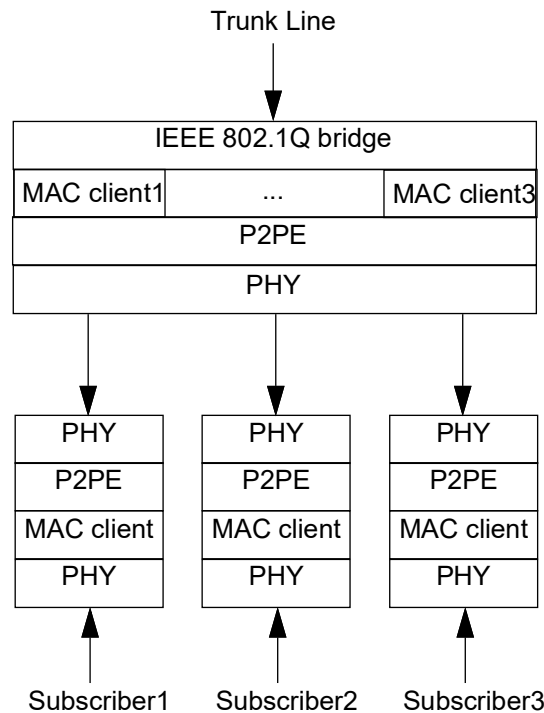 Trunk Line
IEEE 802.1Q bridge
MAC client1 ... MAC client3
P2PE
PHY
PHY PHY PHY
P2PE P2PE P2PE
MAC client MAC client MAC client
PHY PHY PHY
Subscriber1 Subscriber2 Subscriber3